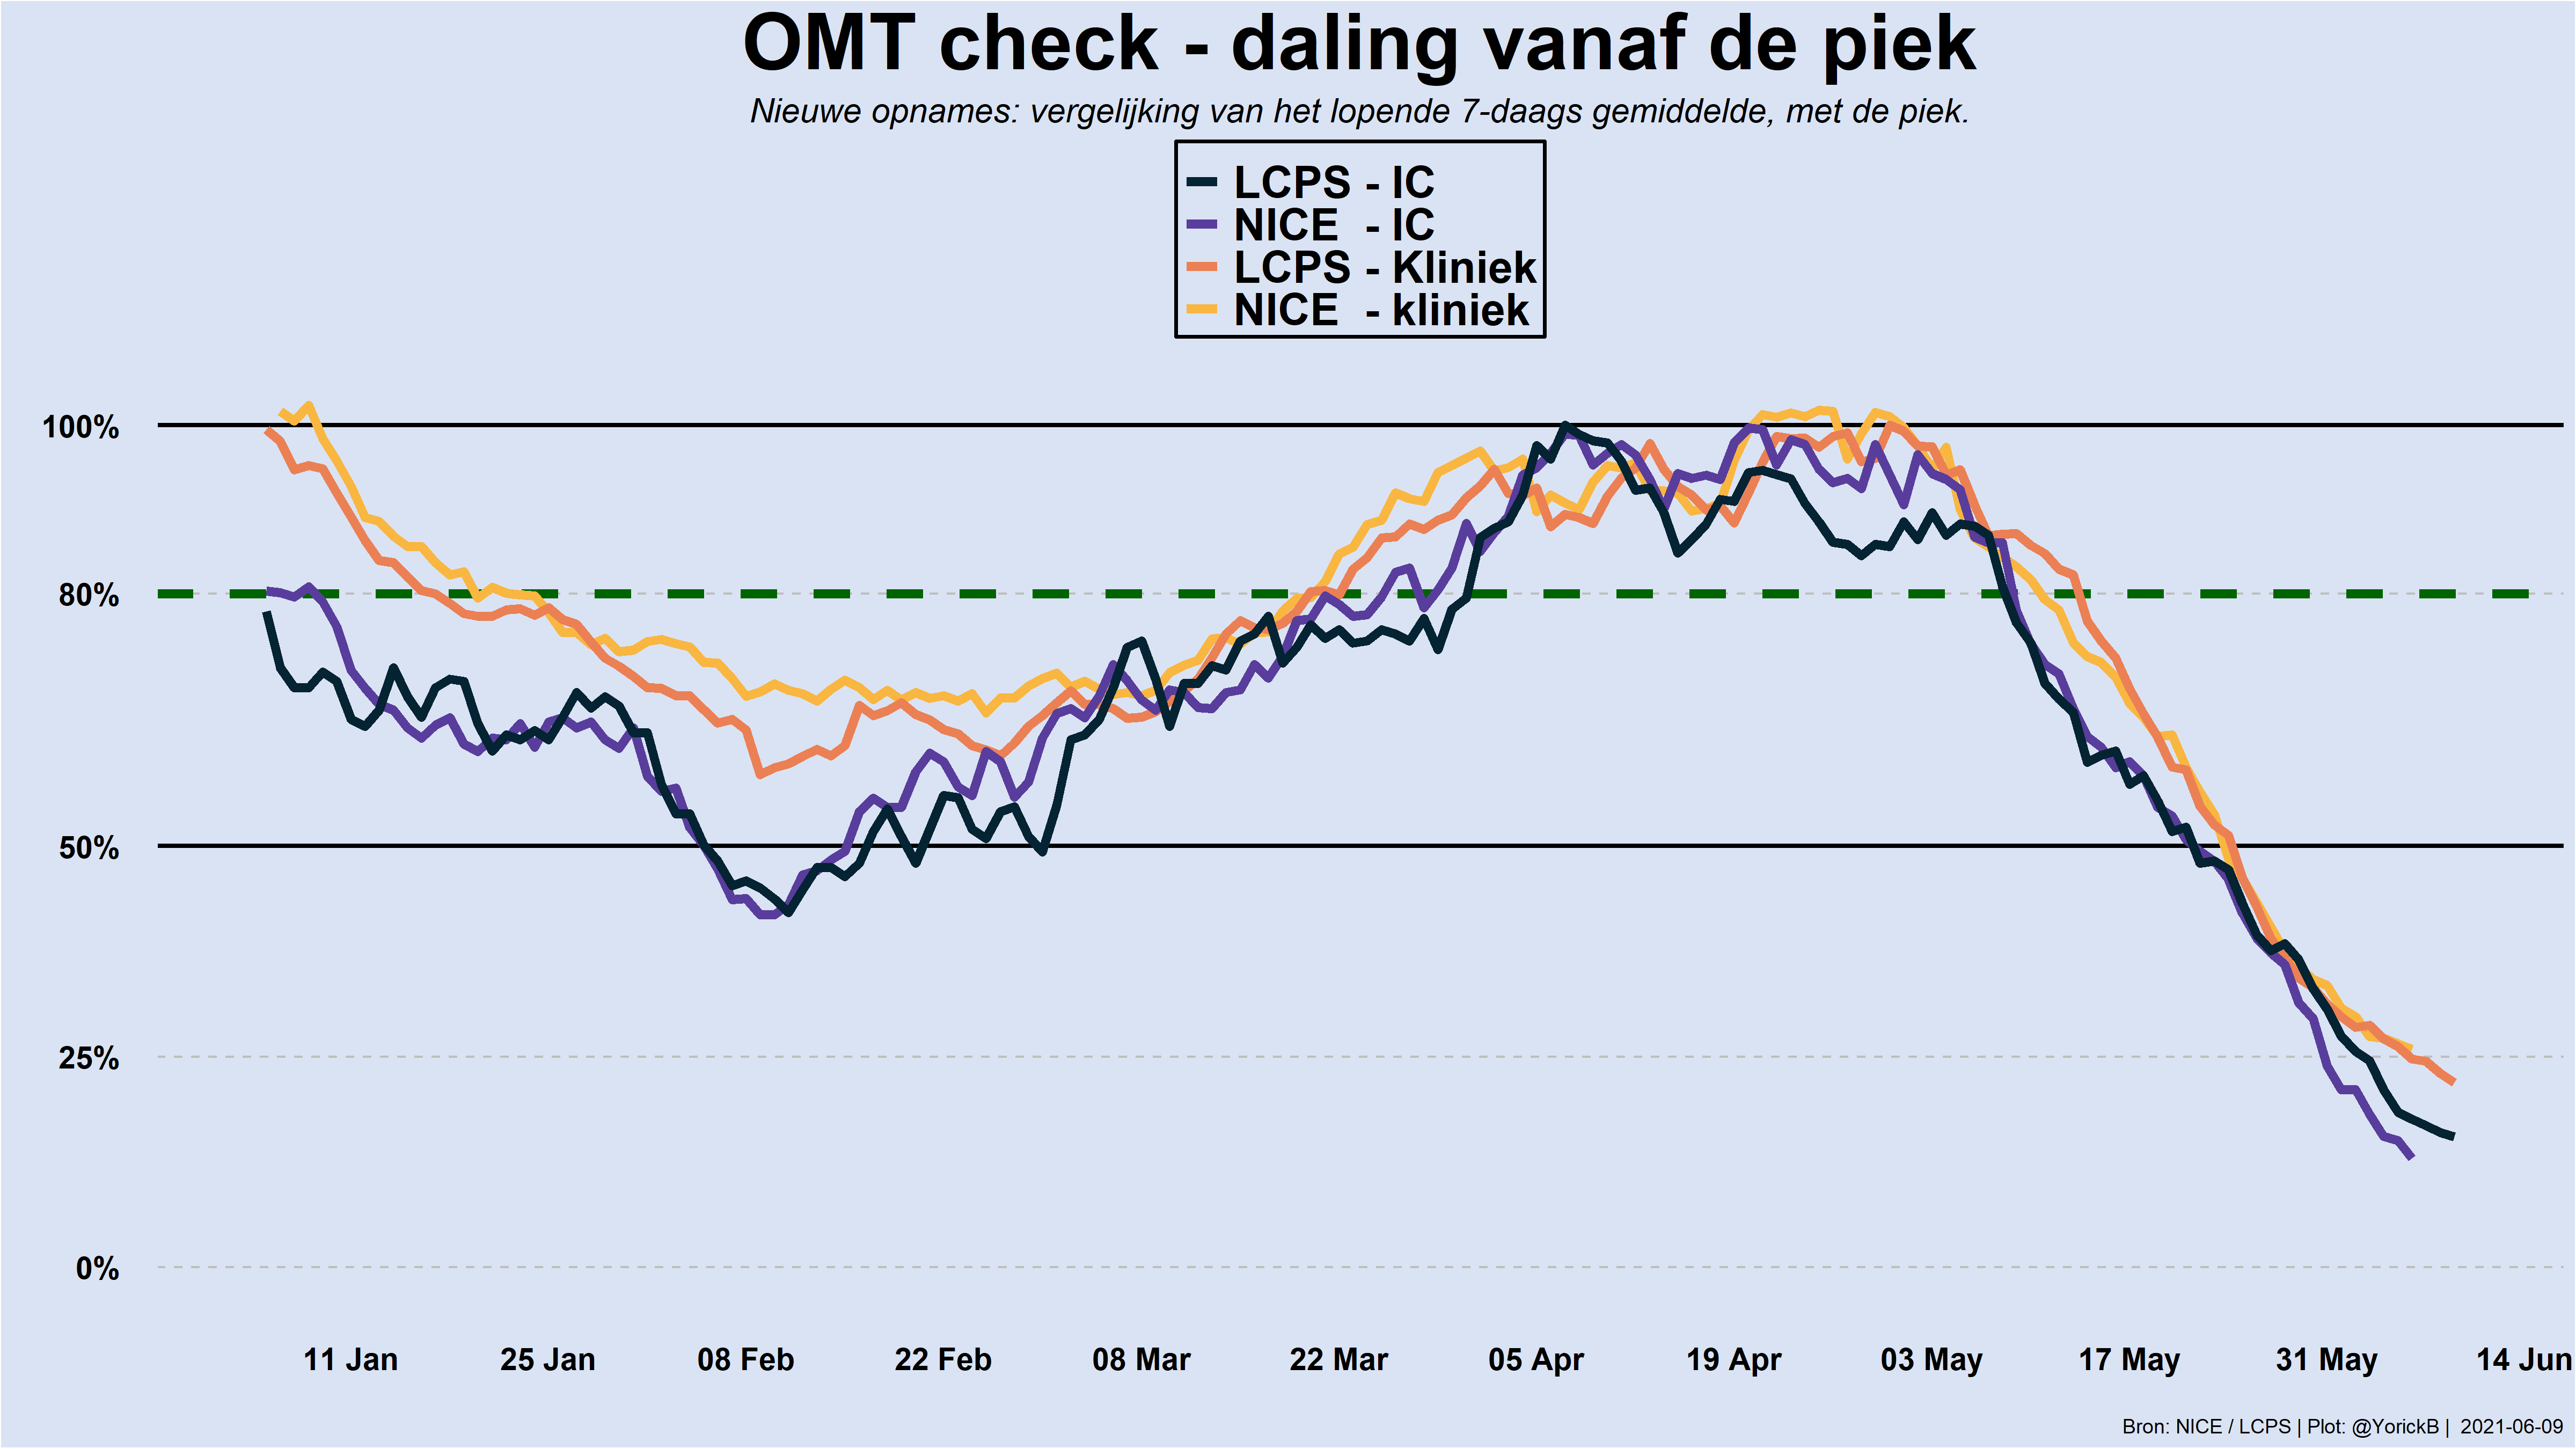 OMT check - daling vanaf de piek
Nieuwe opnames: vergelijking van het lopende 7-daags gemiddelde, met de piek.
LCPS - IC
NICE - IC
LCPS - Kliniek
NICE - kliniek
100%
80%
50%
25%
0%
11 Jan 25 Jan 08 Feb 22 Feb 08 Mar 22 Mar 05 Apr 19 Apr 03 May 17 May 31 May 14 Jun
Bron: NICE / LCPS | Plot: @YorickB | 2021-06-09